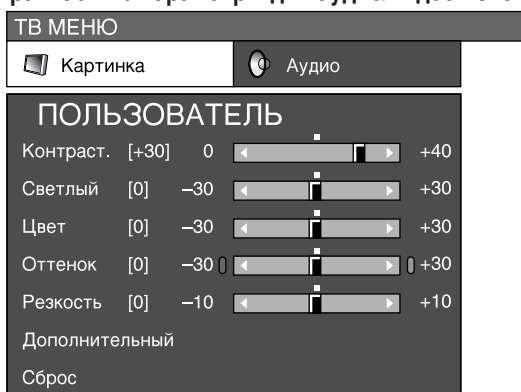 ТВ МЕНЮ
Картинка Аудио
ПОЛЬЗОВАТЕЛЬ
Контраст. [+30] 0 +40
Светлый [0] –30 +30
Цвет [0] –30 +30
Оттенок [0] –30 +30
Резкость [0] –10 +10
Дополнительный
Сброс